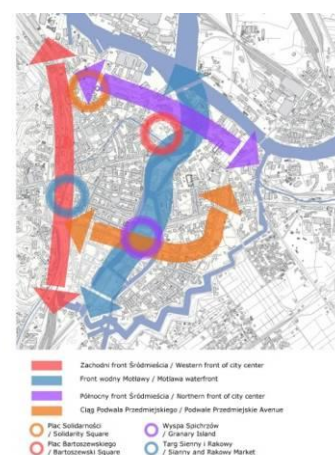 Zachodni front Śródmieścia / Western front of city center
Front wodny Motławy / Motlawa waterfront
Północny front Śródmieścia / Northern front of city center
Ciąg Podwala Przedmiejskiego / Podwale Przedmiejskie Avenue
Plac Solidarności
/ Solidarity Square
Plac Bartoszewskiego
/ Bartoszewski Square
Wyspa Spichrzów
/ Granary Island
Targ Sienny i Rakowy
/ Sianny and Rakowy Market